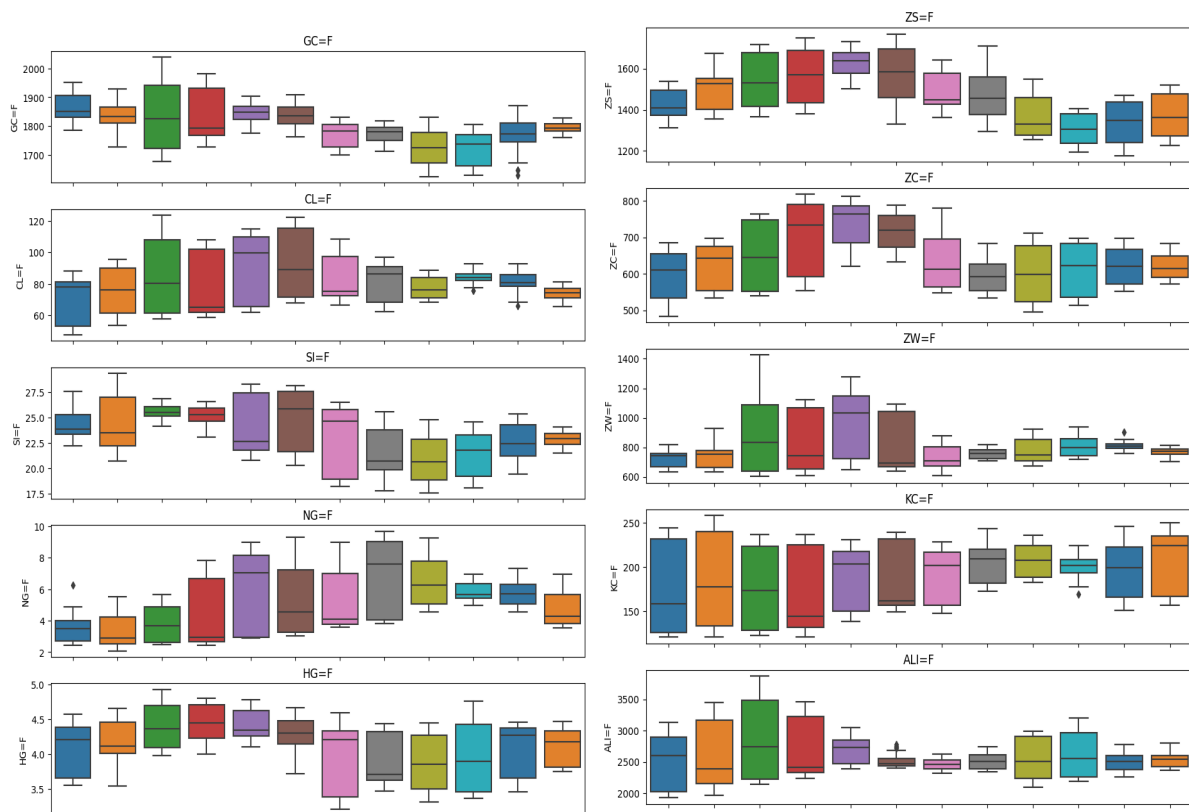 GC=F
GC=F
2000
1900
1800
1700
CL=F
CL=F
120
100
80
60
SI=F
SI=F
27.5
25.0
22.5
20.0
17.5
NG=F
NG=F
10
8
6
4
2
HG=F
HG=F
5.0
4.5
4.0
3.5
ZS=F
ZS=F
1600
1400
1200
ZC=F
ZC=F
800
700
600
500
ZW=F
ZW=F
1400
1200
1000
800
600
KC=F
KC=F
250
200
150
ALI=F
ALI=F
3500
3000
2500
2000